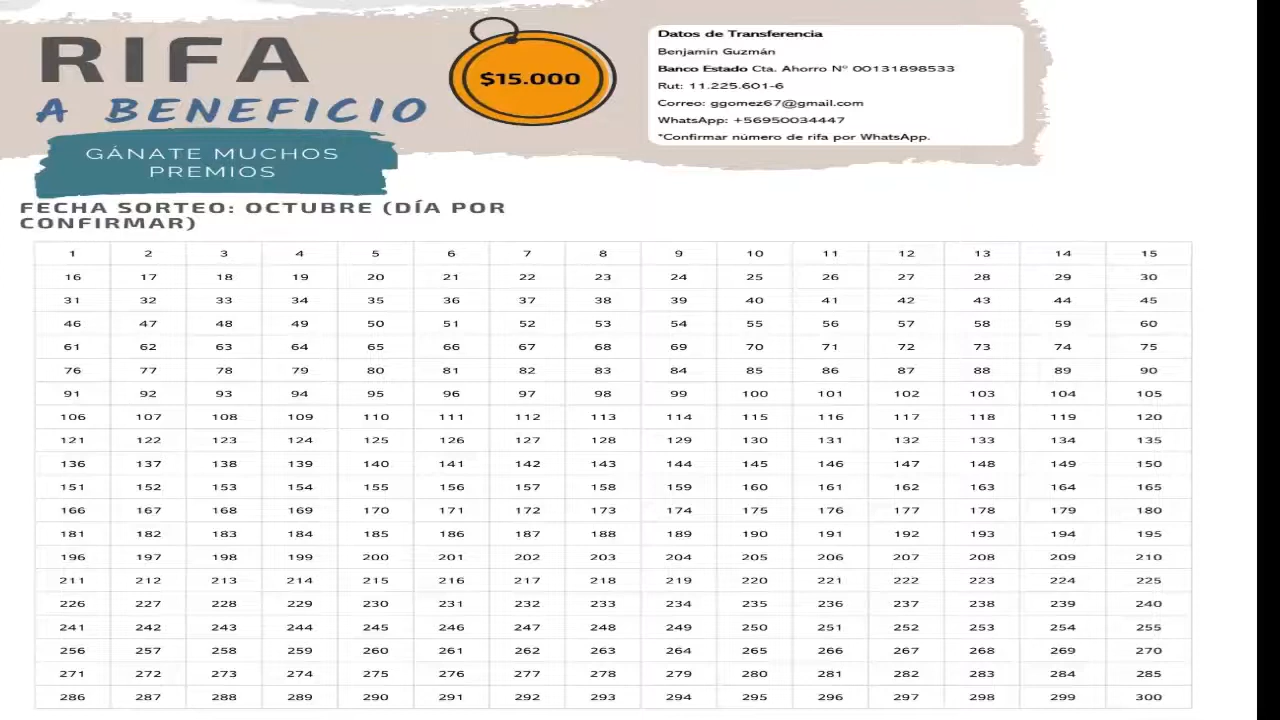 RIFA
A BENEFICIO
GÁNATE MUCHOS
PREMIOS
$15.000
Datos de Transferencia
Benjamín Guzmán
Banco Estado Cta. Ahorro N° 00131898533
Rut: 11.225.601-6
Correo: ggomez67@gmail.com
WhatsApp: +56950034447
*Confirmar número de rifa por WhatsApp.
FECHA SORTEO: OCTUBRE (DÍA POR
CONFIRMAR)
1 2 3 4 5 6 7 8 9 10 11 12 13 14 15
16 17 18 19 20 21 22 23 24 25 26 27 28 29 30
31 32 33 34 35 36 37 38 39 40 41 42 43 44 45
46 47 48 49 50 51 52 53 54 55 56 57 58 59 60
61 62 63 64 65 66 67 68 69 70 71 72 73 74 75
76 77 78 79 80 81 82 83 84 85 86 87 88 89 90
91 92 93 94 95 96 97 98 99 100 101 102 103 104 105
106 107 108 109 110 111 112 113 114 115 116 117 118 119 120
121 122 123 124 125 126 127 128 129 130 131 132 133 134 135
136 137 138 139 140 141 142 143 144 145 146 147 148 149 150
151 152 153 154 155 156 157 158 159 160 161 162 163 164 165
166 167 168 169 170 171 172 173 174 175 176 177 178 179 180
181 182 183 184 185 186 187 188 189 190 191 192 193 194 195
196 197 198 199 200 201 202 203 204 205 206 207 208 209 210
211 212 213 214 215 216 217 218 219 220 221 222 223 224 225
226 227 228 229 230 231 232 233 234 235 236 237 238 239 240
241 242 243 244 245 246 247 248 249 250 251 252 253 254 255
256 257 258 259 260 261 262 263 264 265 266 267 268 269 270
271 272 273 274 275 276 277 278 279 280 281 282 283 284 285
286 287 288 289 290 291 292 293 294 295 296 297 298 299 300